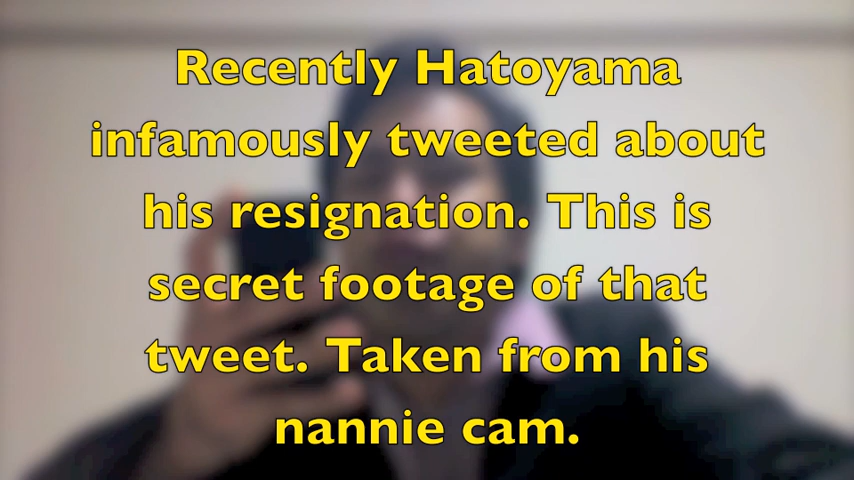 Recently Hatoyama
infamously tweeted about
his resignation. This is
secret footage of that
tweet. Taken from his
nannie cam.